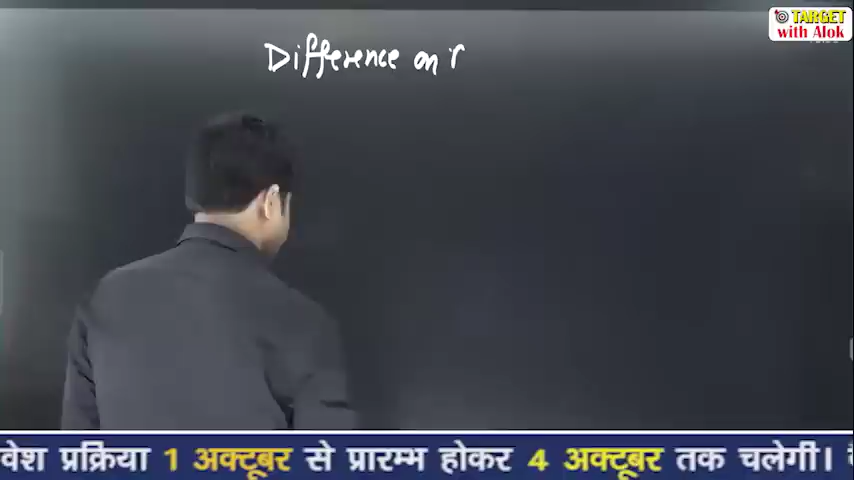 TARGET
with Alok
Difference on
वेश प्रक्रिया 1 अक्टूबर से प्रारम्भ होकर 4 अक्टूबर तक चलेगी।